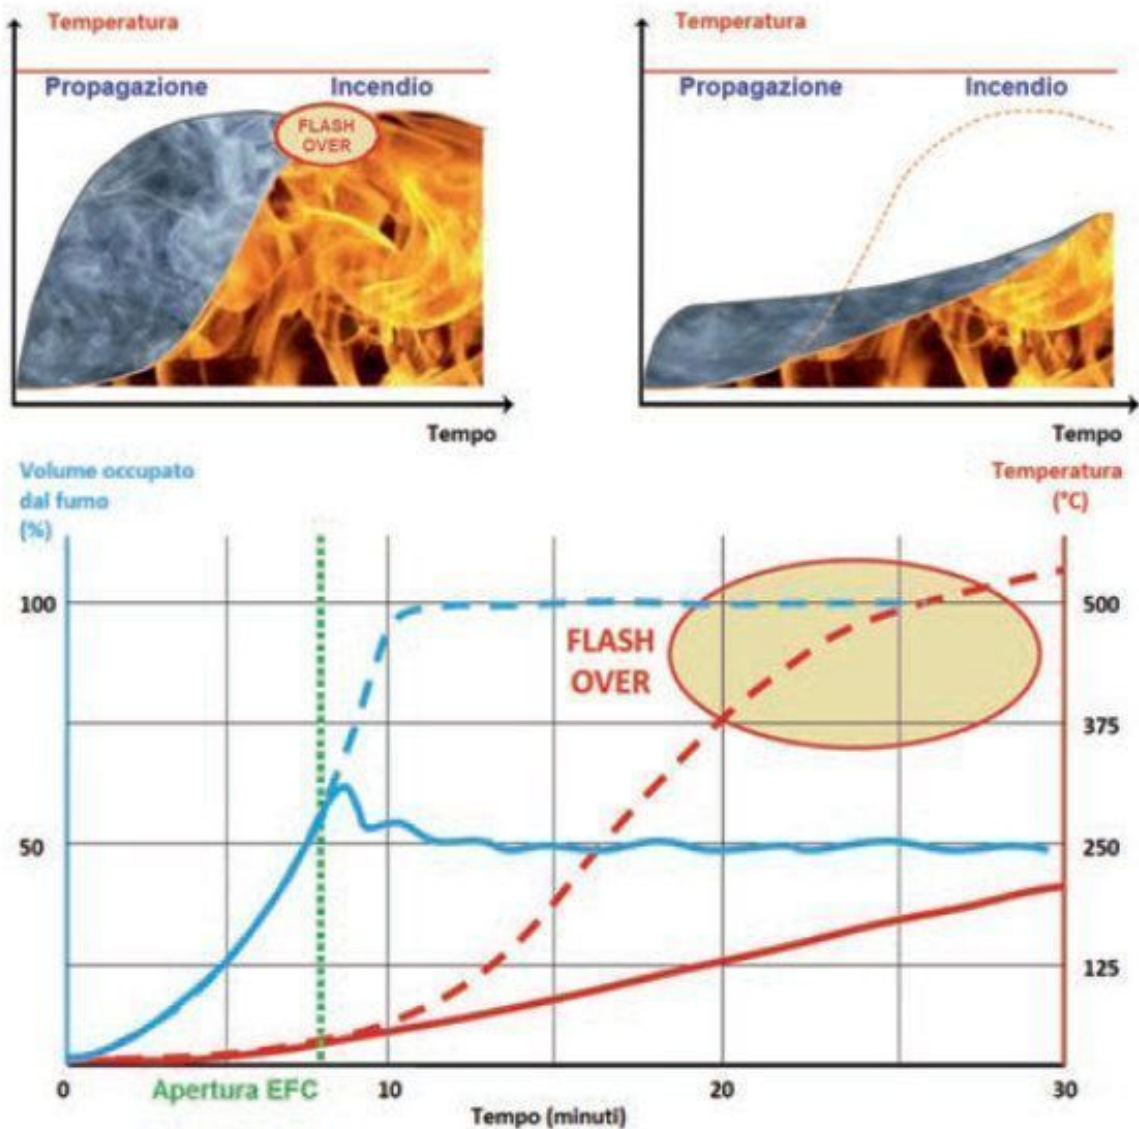 Temperatura
Propagazione Incendio
FLASH
OVER
Tempo
Temperatura
Propagazione Incendio
Tempo
Volume occupato
dal fumo
(%)
Temperatura
(°C)
100
500
FLASH
OVER
375
50
250
125
0
Apertura EFC
10
20
30
Tempo (minuti)